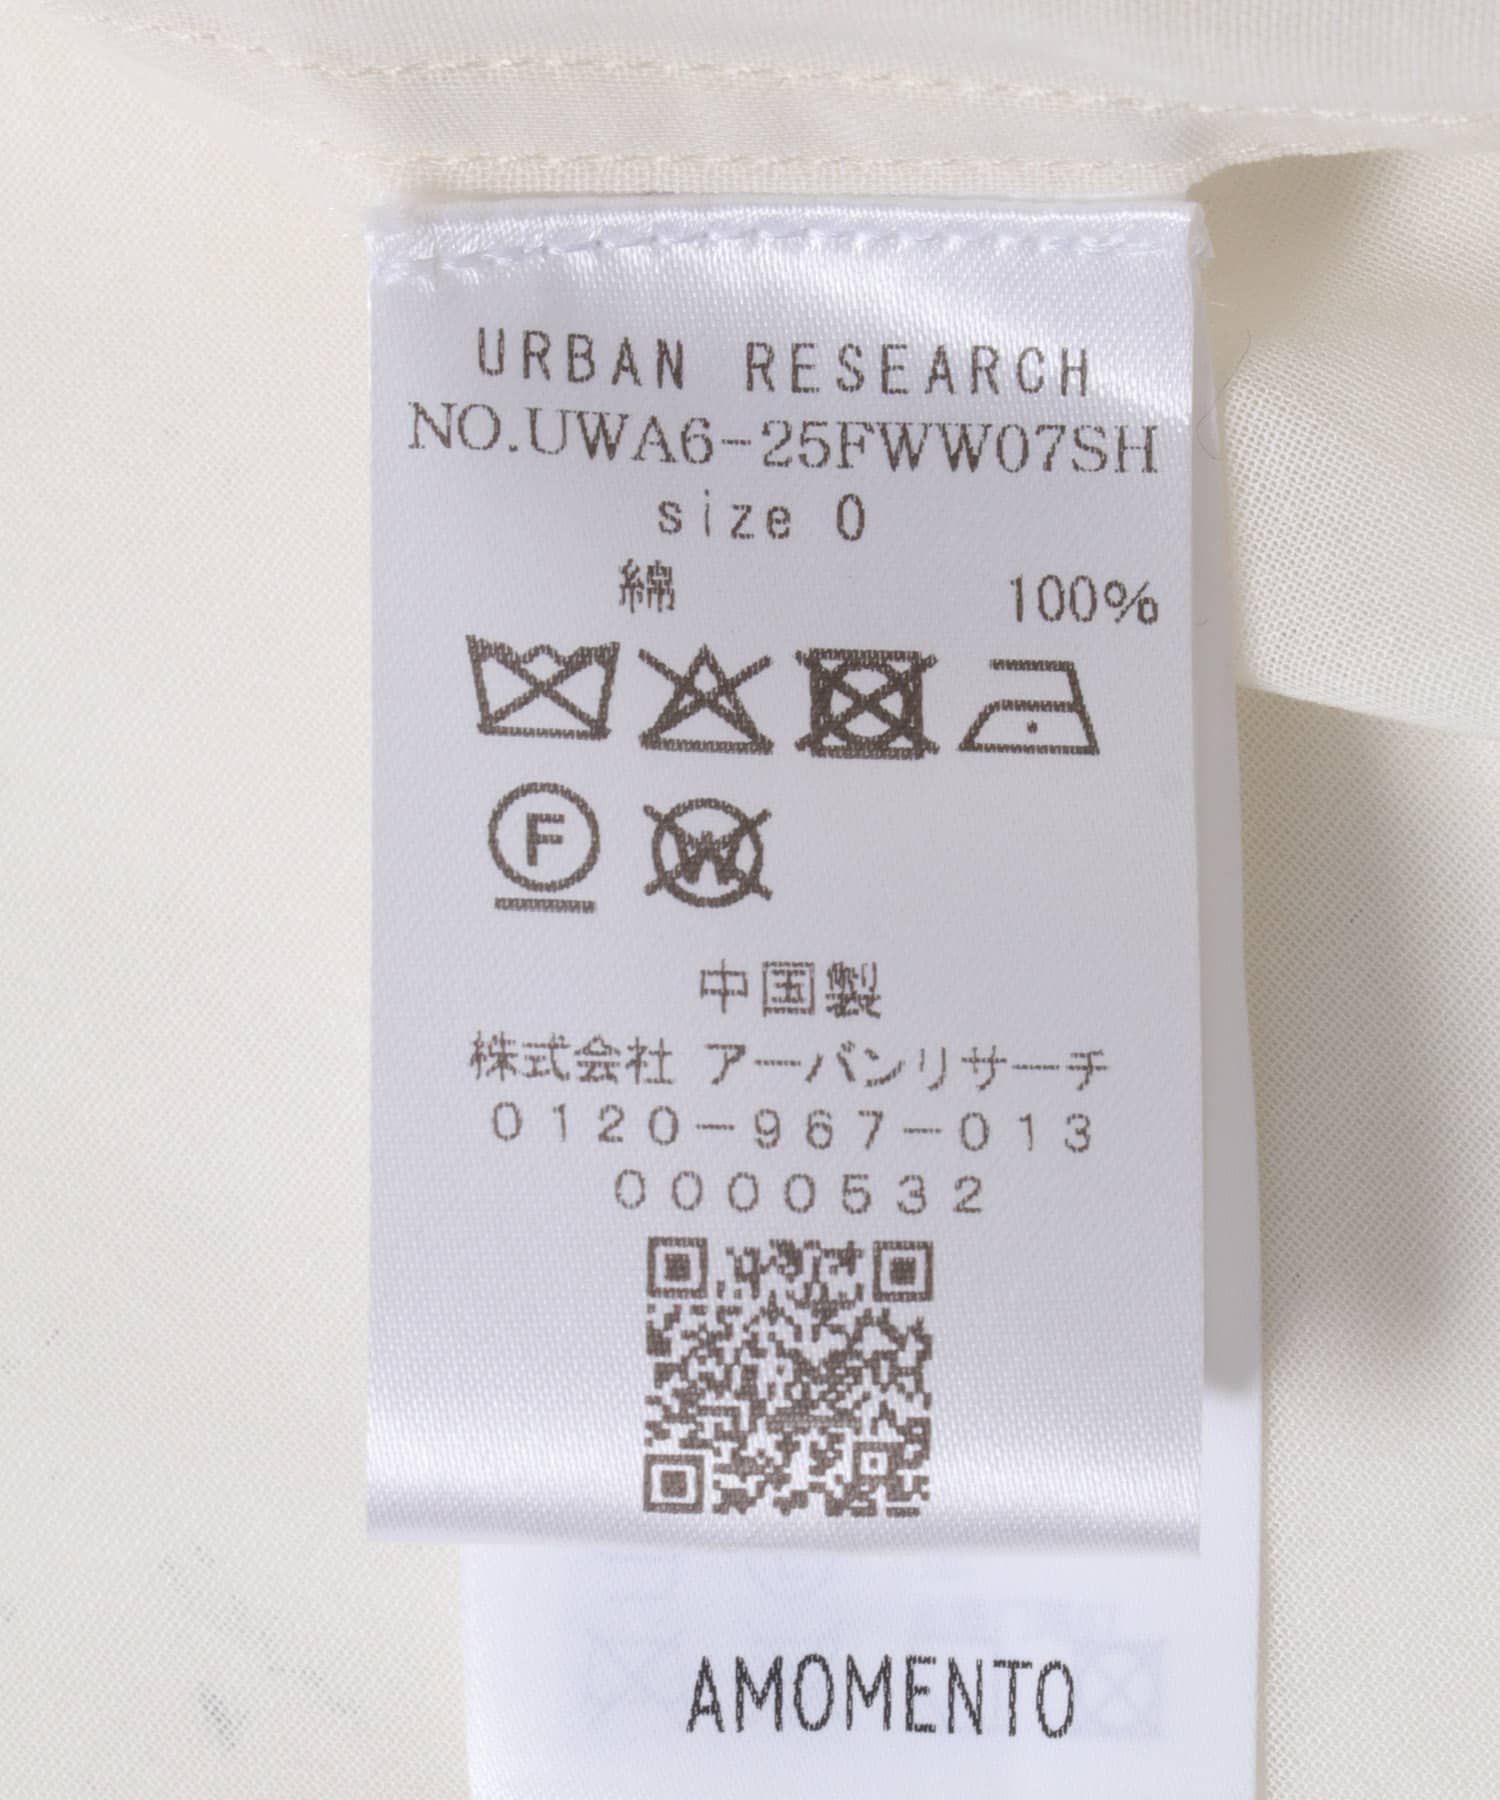 URBAN RESEARCH
NO.UWA6-25FWW07SH
size 0
綿 100%
F W
中国製
株式会社 アーバンリサーチ
0120-967-013
0000532
AMOMENTO